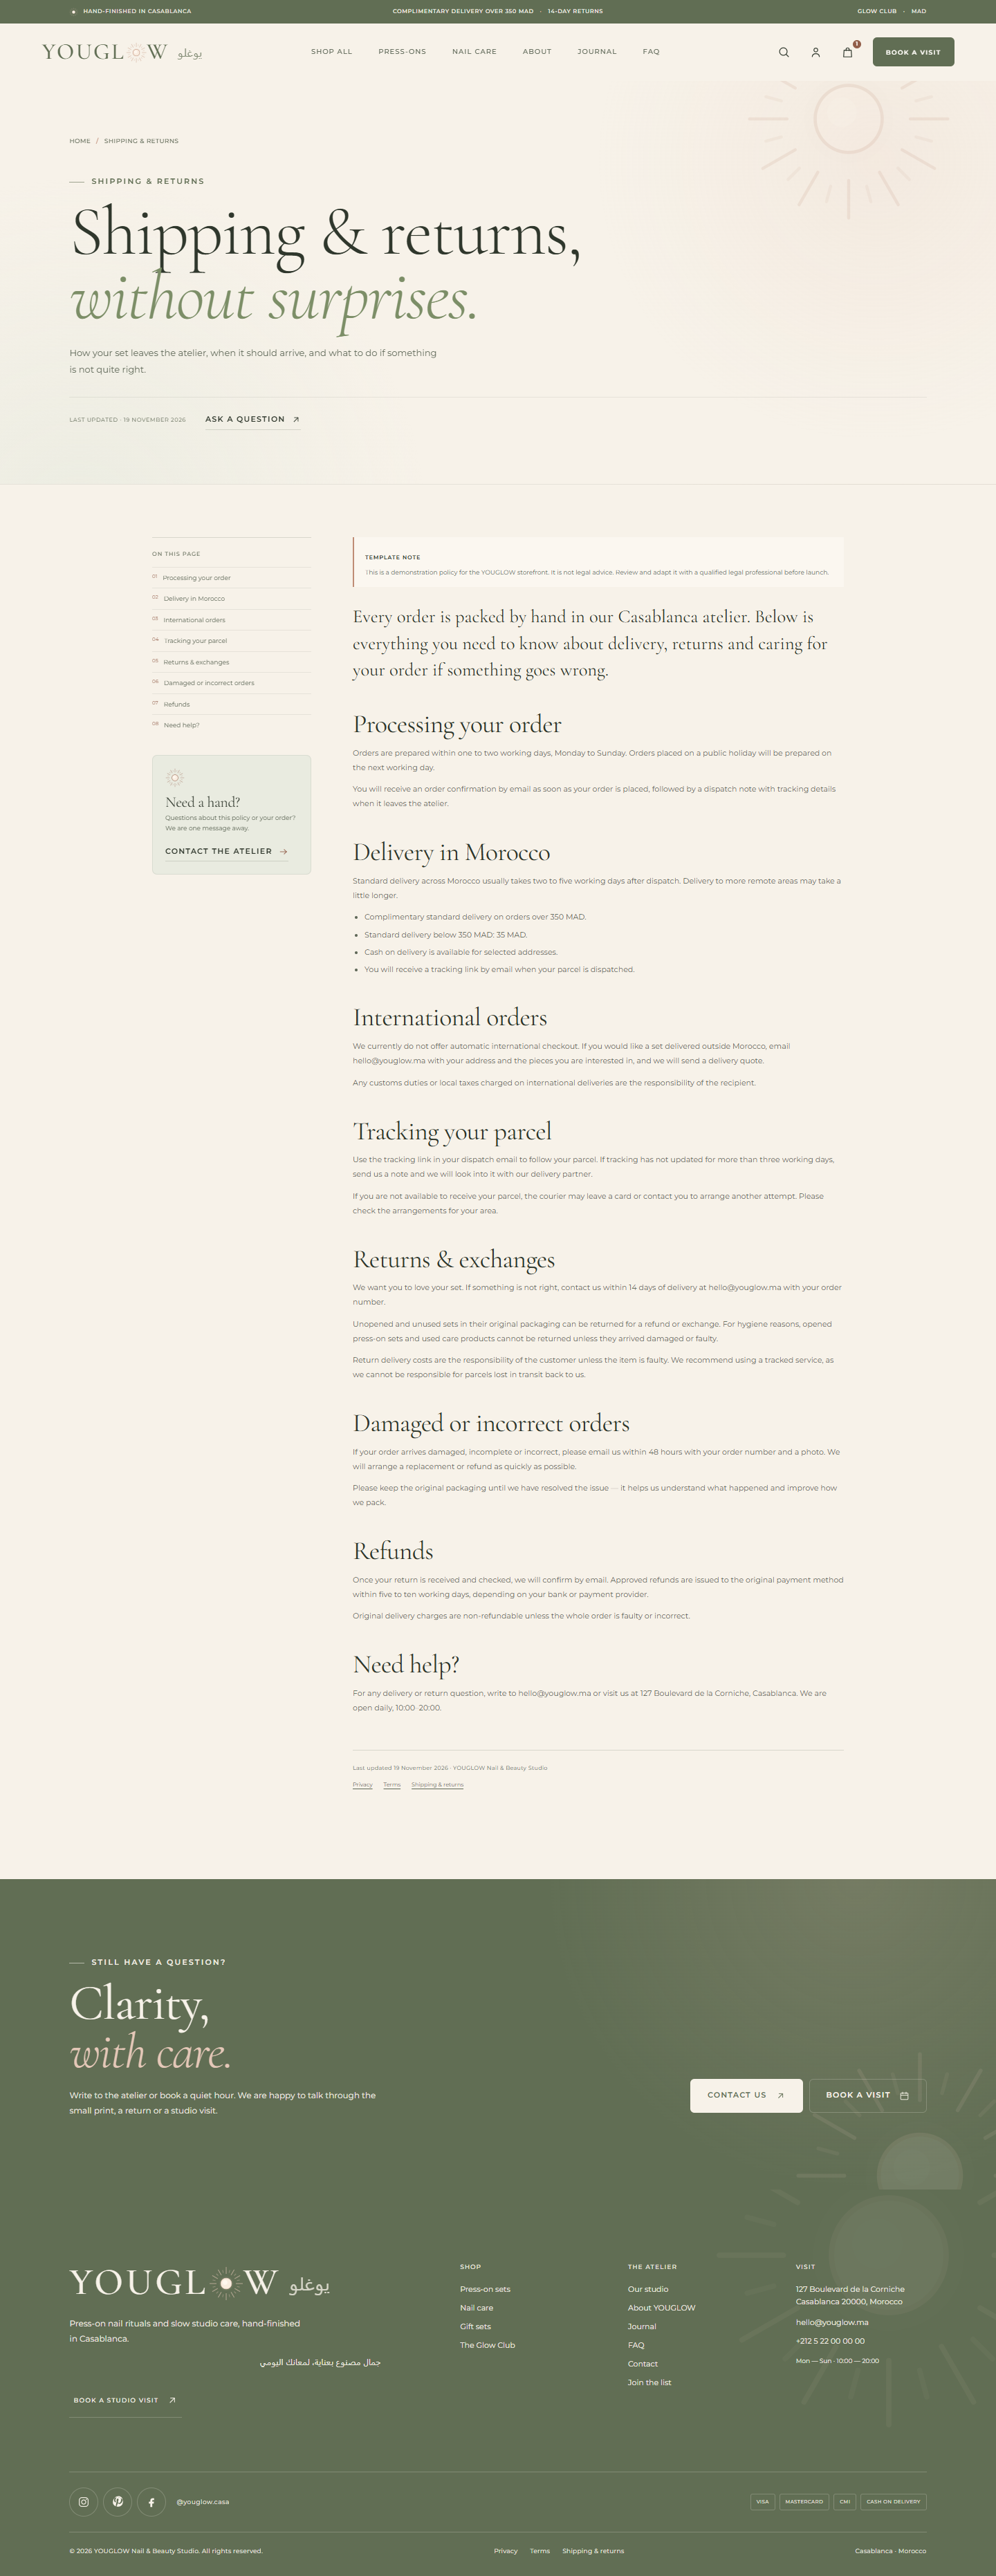 HAND-FINISHED IN CASABLANCA
COMPLIMENTARY DELIVERY OVER 350 MAD · 14-DAY RETURNS
GLOW CLUB · MAD
YOUGLOW يوغلو
SHOP ALL PRESS-ONS NAIL CARE ABOUT JOURNAL FAQ
1
BOOK A VISIT
HOME / SHIPPING & RETURNS
SHIPPING & RETURNS
Shipping & returns,
without surprises.
How your set leaves the atelier, when it should arrive, and what to do if something
is not quite right.
LAST UPDATED · 19 NOVEMBER 2026
ASK A QUESTION
ON THIS PAGE
01 Processing your order
02 Delivery in Morocco
03 International orders
04 Tracking your parcel
05 Returns & exchanges
06 Damaged or incorrect orders
07 Refunds
08 Need help?
Need a hand?
Questions about this policy or your order?
We are one message away.
CONTACT THE ATELIER
TEMPLATE NOTE
This is a demonstration policy for the YOUGLOW storefront. It is not legal advice. Review and adapt it with a qualified legal professional before launch.
Every order is packed by hand in our Casablanca atelier. Below is
everything you need to know about delivery, returns and caring for
your order if something goes wrong.
Processing your order
Orders are prepared within one to two working days, Monday to Sunday. Orders placed on a public holiday will be prepared on
the next working day.
You will receive an order confirmation by email as soon as your order is placed, followed by a dispatch note with tracking details
when it leaves the atelier.
Delivery in Morocco
Standard delivery across Morocco usually takes two to five working days after dispatch. Delivery to more remote areas may take a
little longer.
• Complimentary standard delivery on orders over 350 MAD.
• Standard delivery below 350 MAD: 35 MAD.
• Cash on delivery is available for selected addresses.
• You will receive a tracking link by email when your parcel is dispatched.
International orders
We currently do not offer automatic international checkout. If you would like a set delivered outside Morocco, email
hello@youglow.ma with your address and the pieces you are interested in, and we will send a delivery quote.
Any customs duties or local taxes charged on international deliveries are the responsibility of the recipient.
Tracking your parcel
Use the tracking link in your dispatch email to follow your parcel. If tracking has not updated for more than three working days,
send us a note and we will look into it with our delivery partner.
If you are not available to receive your parcel, the courier may leave a card or contact you to arrange another attempt. Please
check the arrangements for your area.
Returns & exchanges
We want you to love your set. If something is not right, contact us within 14 days of delivery at hello@youglow.ma with your order
number.
Unopened and unused sets in their original packaging can be returned for a refund or exchange. For hygiene reasons, opened
press-on sets and used care products cannot be returned unless they arrived damaged or faulty.
Return delivery costs are the responsibility of the customer unless the item is faulty. We recommend using a tracked service, as
we cannot be responsible for parcels lost in transit back to us.
Damaged or incorrect orders
If your order arrives damaged, incomplete or incorrect, please email us within 48 hours with your order number and a photo. We
will arrange a replacement or refund as quickly as possible.
Please keep the original packaging until we have resolved the issue — it helps us understand what happened and improve how
we pack.
Refunds
Once your return is received and checked, we will confirm by email. Approved refunds are issued to the original payment method
within five to ten working days, depending on your bank or payment provider.
Original delivery charges are non-refundable unless the whole order is faulty or incorrect.
Need help?
For any delivery or return question, write to hello@youglow.ma or visit us at 127 Boulevard de la Corniche, Casablanca. We are
open daily, 10:00–20:00.
Last updated 19 November 2026 · YOUGLOW Nail & Beauty Studio
Privacy Terms Shipping & returns
STILL HAVE A QUESTION?
Clarity,
with care.
Write to the atelier or book a quiet hour. We are happy to talk through the
small print, a return or a studio visit.
CONTACT US
BOOK A VISIT
YOUGLOW يوغلو
Press-on nail rituals and slow studio care, hand-finished
in Casablanca.
جمال مصنوع بعناية، لمعانك اليومي
BOOK A STUDIO VISIT
SHOP
Press-on sets
Nail care
Gift sets
The Glow Club
THE ATELIER
Our studio
About YOUGLOW
Journal
FAQ
Contact
Join the list
VISIT
127 Boulevard de la Corniche
Casablanca 20000, Morocco
hello@youglow.ma
+212 5 22 00 00 00
Mon — Sun · 10:00 — 20:00
@youglow.casa
VISA MASTERCARD CMI CASH ON DELIVERY
© 2026 YOUGLOW Nail & Beauty Studio. All rights reserved.
Privacy Terms Shipping & returns
Casablanca · Morocco